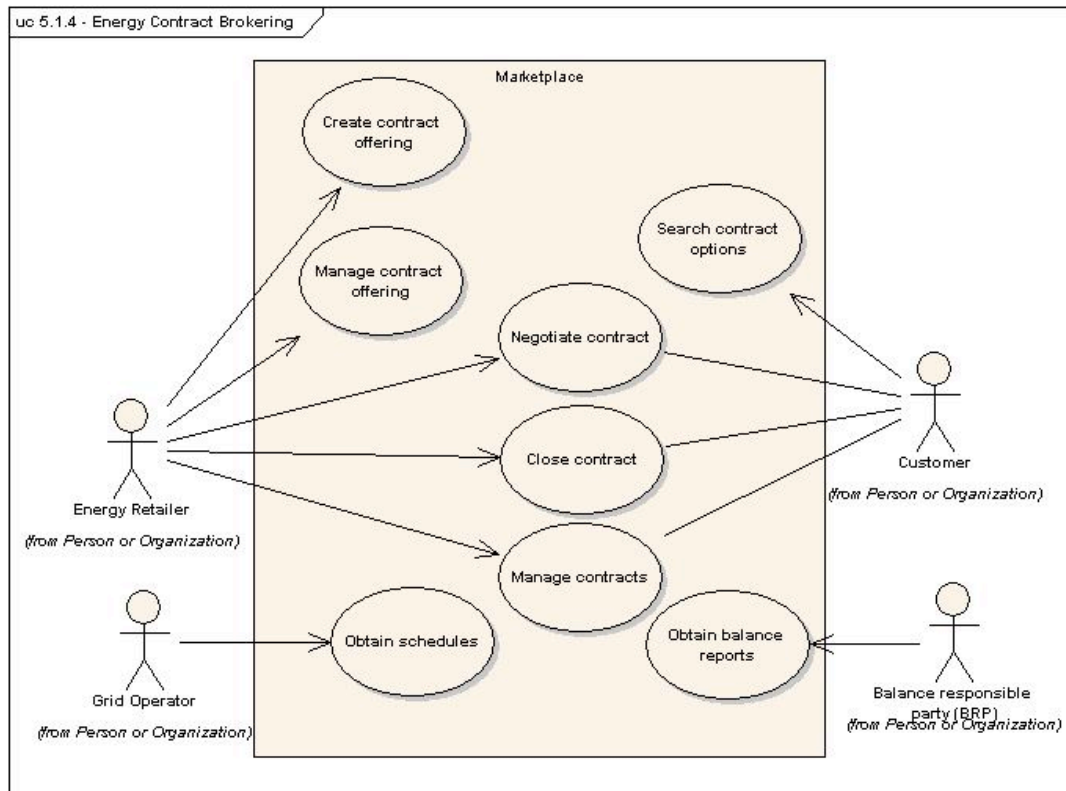 uc 5.1.4 - Energy Contract Brokering
Marketplace
Create contract
offering
Search contract
options
Manage contract
offering
Negotiate contract
Close contract
Customer
(from Person or Organization)
Energy Retailer
(from Person or Organization)
Manage contracts
Obtain schedules
Obtain balance
reports
Grid Operator
(from Person or Organization)
Balance responsible
party (BRP)
(from Person or Organization)